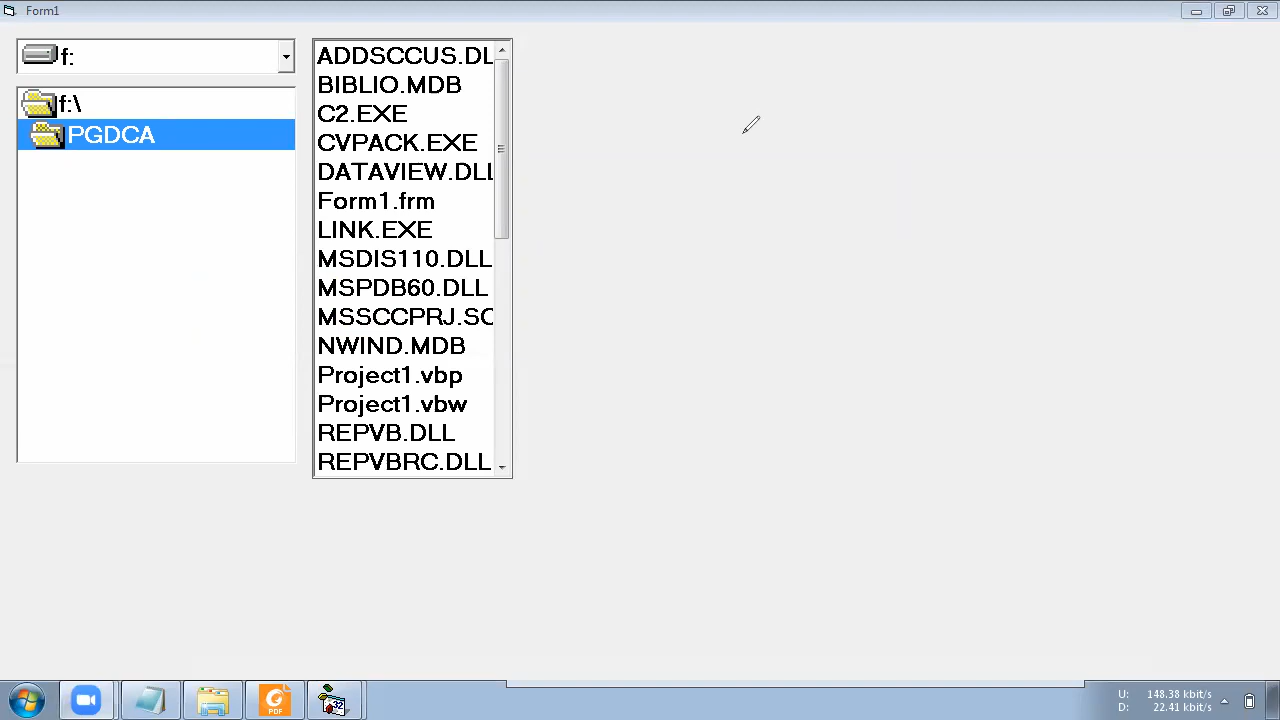 Form1
f:
f:\
PGDCA
ADDSCCUS.DL
BIBLIO.MDB
C2.EXE
CVPACK.EXE
DATAVIEW.DLL
Form1.frm
LINK.EXE
MSDIS110.DLL
MSPDB60.DLL
MSSCCPRJ.SC
NWIND.MDB
Project1.vbp
Project1.vbw
REPVB.DLL
REPVBRC.DLL
PDF
32
U: 148.38 kbit/s
D: 22.41 kbit/s